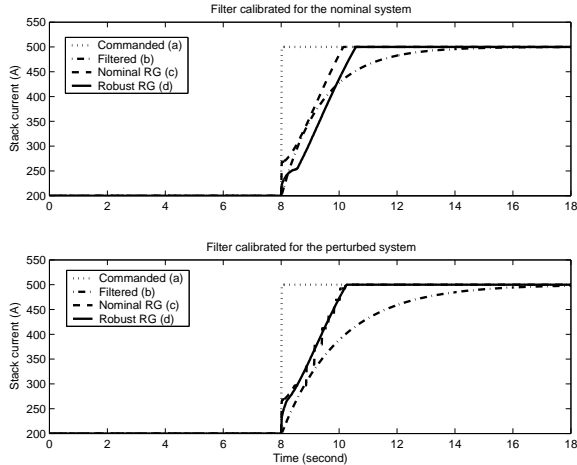 Filter calibrated for the nominal system
Stack current (A)
500
450
400
350
300
250
200
Commanded (a)
Filtered (b)
Nominal RG (c)
Robust RG (d)
0 2 4 6 8 10 12 14 16 18
Filter calibrated for the perturbed system
Stack current (A)
500
450
400
350
300
250
200
Commanded (a)
Filtered (b)
Nominal RG (c)
Robust RG (d)
0 2 4 6 8 10 12 14 16 18
Time (second)